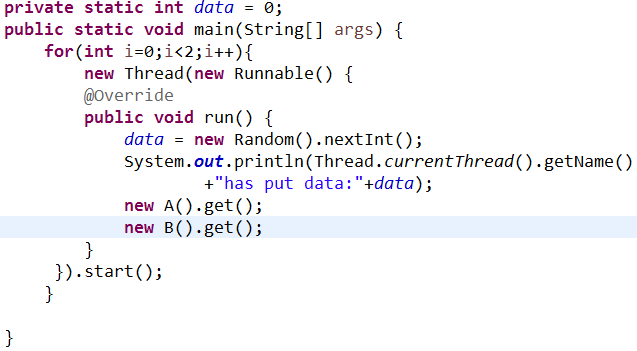 private static int data = 0;
public static void main(String[] args) {
for(int i=0;i<2;i++){
new Thread(new Runnable() {
@Override
public void run() {
data = new Random().nextInt();
System.out.println(Thread.currentThread().getName()
+"has put data:"+data);
new A().get();
new B().get();
}
}).start();
}
}